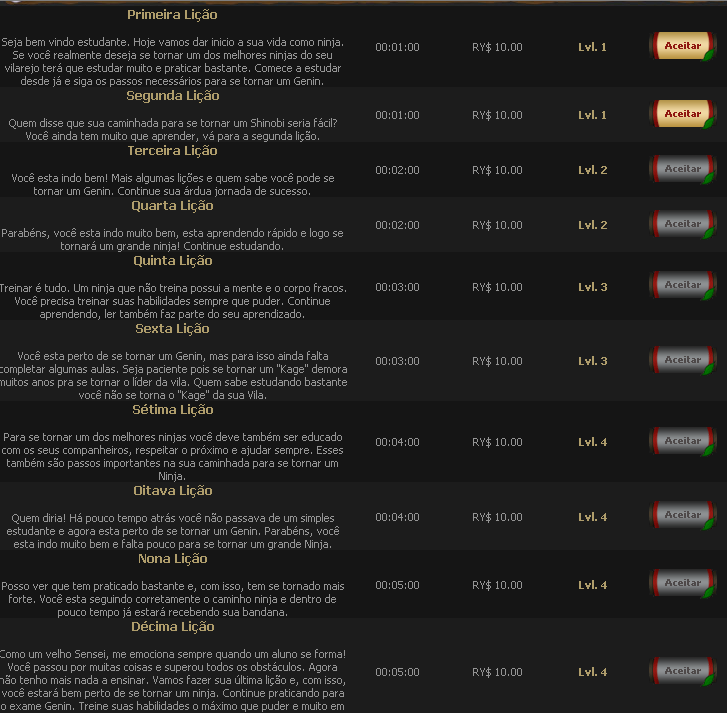 Primeira Lição
Seja bem vindo estudante. Hoje vamos dar inicio a sua vida como ninja.
Se você realmente deseja se tornar um dos melhores ninjas do seu
vilarejo terá que estudar muito e praticar bastante. Comece a estudar
desde já e siga os passos necessários para se tornar um Genin.
00:01:00
RY$ 10.00
Lvl. 1
Aceitar
Segunda Lição
Quem disse que sua caminhada para se tornar um Shinobi seria fácil?
Você ainda tem muito que aprender, vá para a segunda lição.
00:01:00
RY$ 10.00
Lvl. 1
Aceitar
Terceira Lição
Você esta indo bem! Mais algumas lições e quem sabe você pode se
tornar um Genin. Continue sua árdua jornada de sucesso.
00:02:00
RY$ 10.00
Lvl. 2
Aceitar
Quarta Lição
Parabéns, você esta indo muito bem, esta aprendendo rápido e logo se
tornará um grande ninja! Continue estudando.
00:02:00
RY$ 10.00
Lvl. 2
Aceitar
Quinta Lição
Treinar é tudo. Um ninja que não treina possui a mente e o corpo fracos.
Você precisa treinar suas habilidades sempre que puder. Continue
aprendendo, ler também faz parte do seu aprendizado.
00:03:00
RY$ 10.00
Lvl. 3
Aceitar
Sexta Lição
Você esta perto de se tornar um Genin, mas para isso ainda falta
completar algumas aulas. Seja paciente pois se tornar um "Kage" demora
muitos anos pra se tornar o líder da vila. Quem sabe estudando bastante
você não se torna o "Kage" da sua Vila.
00:03:00
RY$ 10.00
Lvl. 3
Aceitar
Sétima Lição
Para se tornar um dos melhores ninjas você deve também ser educado
com os seus companheiros, respeitar o próximo e ajudar sempre. Esses
também são passos importantes na sua caminhada para se tornar um
Ninja.
00:04:00
RY$ 10.00
Lvl. 4
Aceitar
Oitava Lição
Quem diria! Há pouco tempo atrás você não passava de um simples
estudante e agora esta perto de se tornar um Genin. Parabéns, você
esta indo muito bem e falta pouco para se tornar um grande Ninja.
00:04:00
RY$ 10.00
Lvl. 4
Aceitar
Nona Lição
Posso ver que tem praticado bastante e, com isso, tem se tornado mais
forte. Você esta seguindo corretamente o caminho ninja e dentro de
pouco tempo já estará recebendo sua bandana.
00:05:00
RY$ 10.00
Lvl. 4
Aceitar
Décima Lição
Como um velho Sensei, me emociona sempre quando um aluno se forma!
Você passou por muitas coisas e superou todos os obstáculos. Agora
não tenho mais nada a ensinar. Vamos fazer sua última lição e, com isso,
você estará bem perto de se tornar um ninja. Continue praticando para
o exame Genin. Treine suas habilidades o máximo que puder e muito em
00:05:00
RY$ 10.00
Lvl. 4
Aceitar